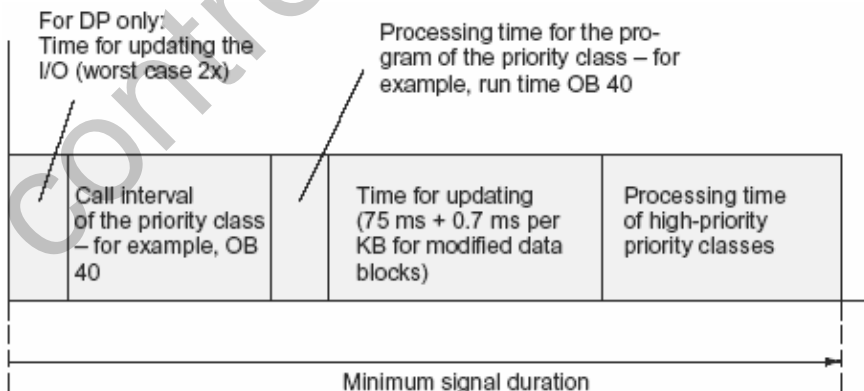 For DP only:
Time for updating the
I/O (worst case 2x)
Processing time for the pro-
gram of the priority class – for
example, run time OB 40
Call interval
of the priority class
– for example, OB
40
Time for updating
(75 ms + 0.7 ms per
KB for modified data
blocks)
Processing time
of high-priority
priority classes
Minimum signal duration